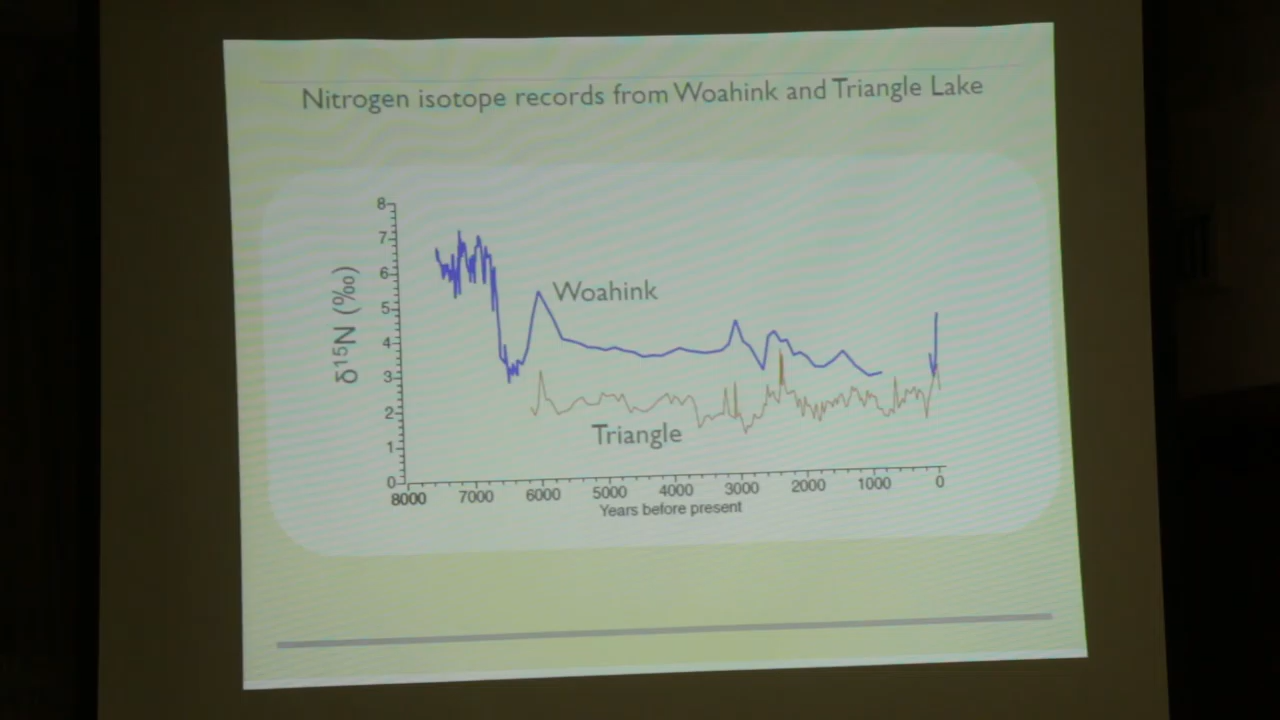 Nitrogen isotope records from Woahink and Triangle Lake
8
7
6
5
4
3
2
1
0
δ15N (‰)
Woahink
Triangle
8000 7000 6000 5000 4000 3000 2000 1000 0
Years before present